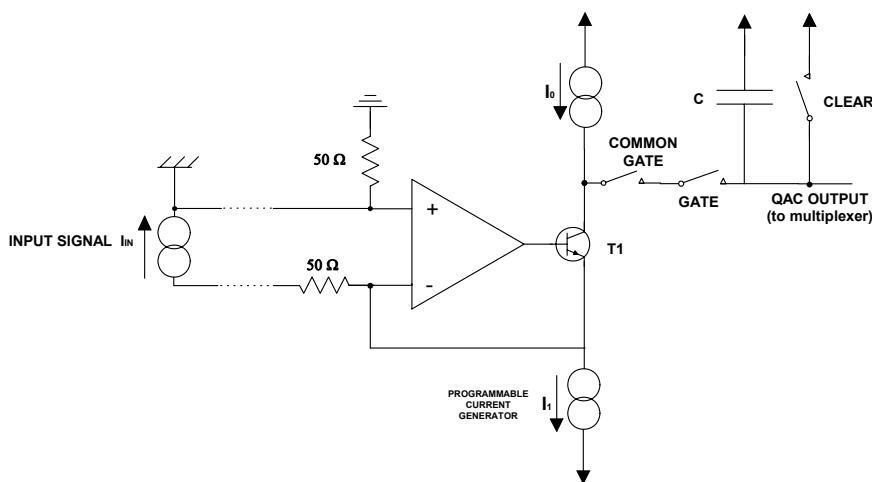 I₀
C
CLEAR
COMMON
GATE
50 Ω
GATE
QAC OUTPUT
(to multiplexer)
+
INPUT SIGNAL I_IN
50 Ω
T1
-
PROGRAMMABLE
CURRENT
GENERATOR
I₁